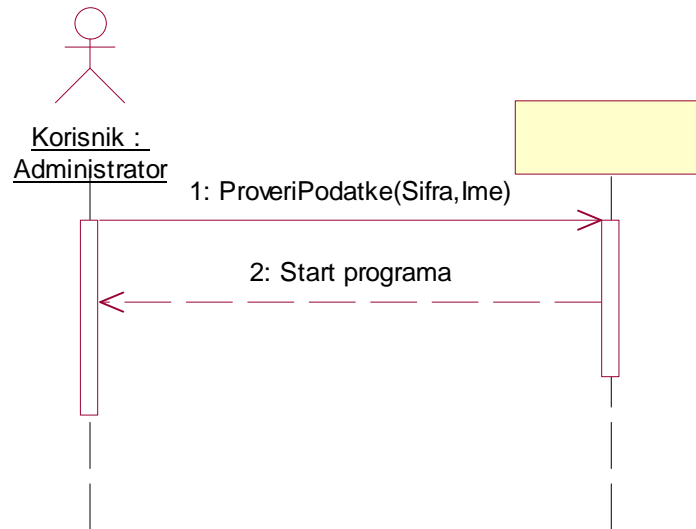 Korisnik :
Administrator
1: ProveriPodatke(Sifra,Ime)
2: Start programa